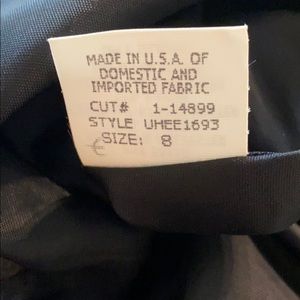 MADE IN U.S.A. OF
DOMESTIC AND
IMPORTED FABRIC
CUT# 1-14899
STYLE UHEE1693
SIZE: 8